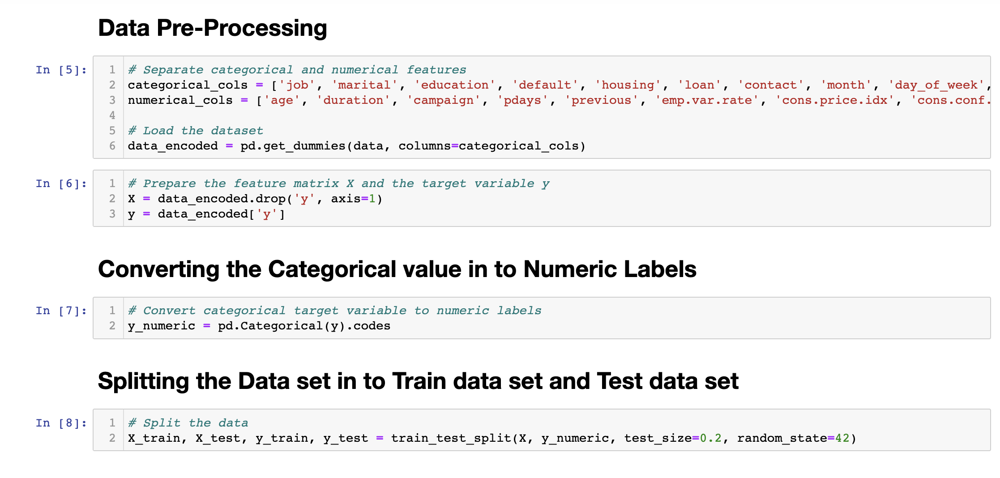 Data Pre-Processing
In [5]:
1 # Separate categorical and numerical features
2 categorical_cols = ['job', 'marital', 'education', 'default', 'housing', 'loan', 'contact', 'month', 'day_of_week',
3 numerical_cols = ['age', 'duration', 'campaign', 'pdays', 'previous', 'emp.var.rate', 'cons.price.idx', 'cons.conf.
4
5 # Load the dataset
6 data_encoded = pd.get_dummies(data, columns=categorical_cols)
In [6]:
1 # Prepare the feature matrix X and the target variable y
2 X = data_encoded.drop('y', axis=1)
3 y = data_encoded['y']
Converting the Categorical value in to Numeric Labels
In [7]:
1 # Convert categorical target variable to numeric labels
2 y_numeric = pd.Categorical(y).codes
Splitting the Data set in to Train data set and Test data set
In [8]:
1 # Split the data
2 X_train, X_test, y_train, y_test = train_test_split(X, y_numeric, test_size=0.2, random_state=42)